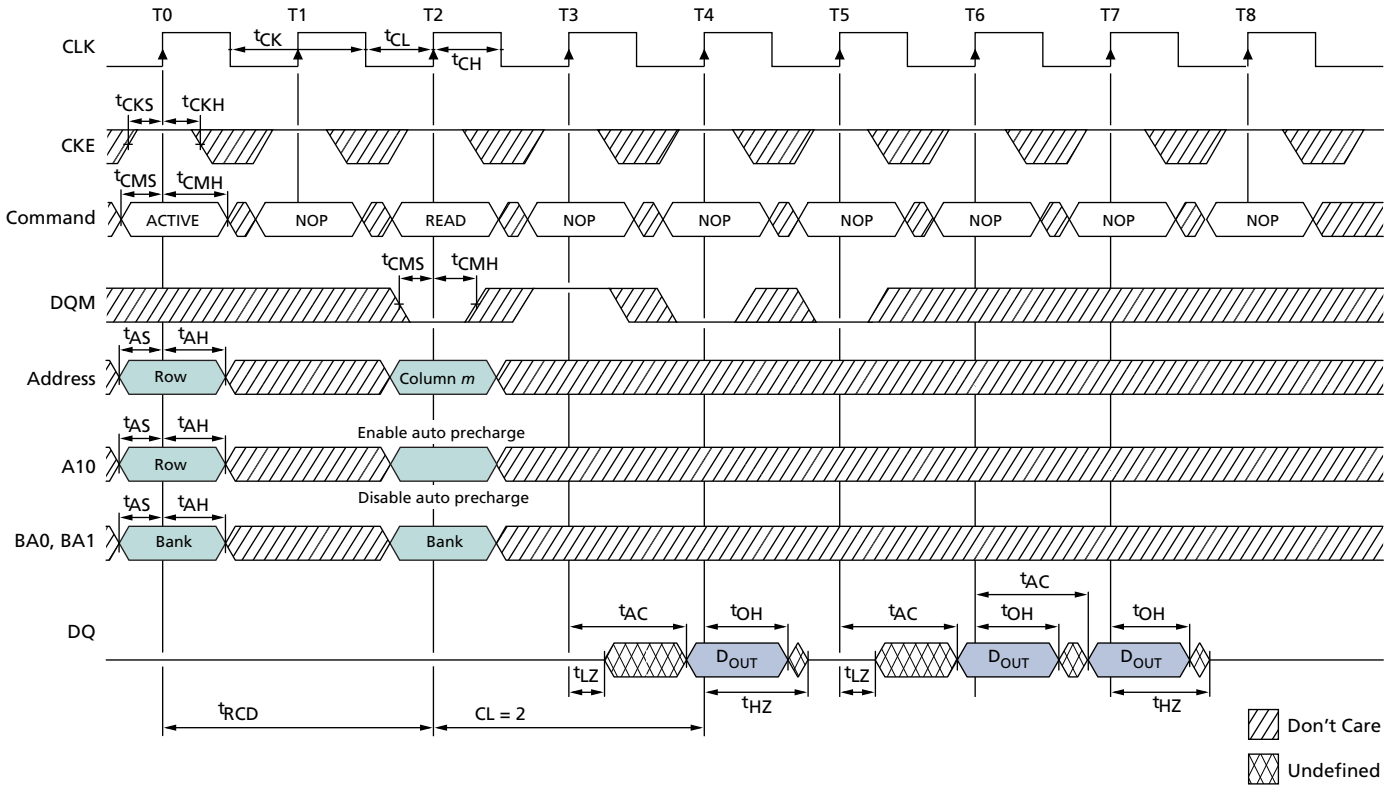 T0 T1 T2 T3 T4 T5 T6 T7 T8
CLK
tCK tCL
tCH
tCKS tCKH
CKE
tCMS tCMH
Command ACTIVE NOP READ NOP NOP NOP NOP NOP NOP
tCMS tCMH
DQM
tAS tAH
Address Row Column m
tAS tAH Enable auto precharge
A10 Row
tAS tAH Disable auto precharge
BA0, BA1 Bank Bank
tAC
tAC tOH tAC tOH tOH
DQ
DOUT DOUT DOUT
tLZ tLZ
tHZ tHZ
tRCD CL = 2
Don't Care
Undefined